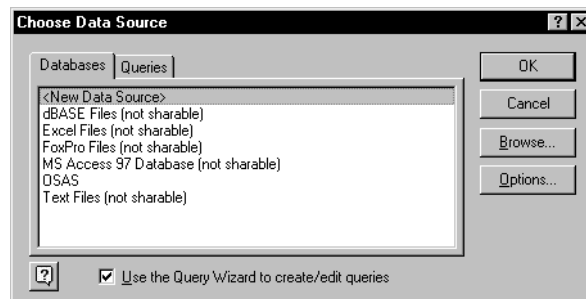 Choose Data Source
Databases
Queries
<New Data Source>
dBASE Files (not sharable)
Excel Files (not sharable)
FoxPro Files (not sharable)
MS Access 97 Database (not sharable)
OSAS
Text Files (not sharable)
OK
Cancel
Browse...
Options...
Use the Query Wizard to create/edit queries